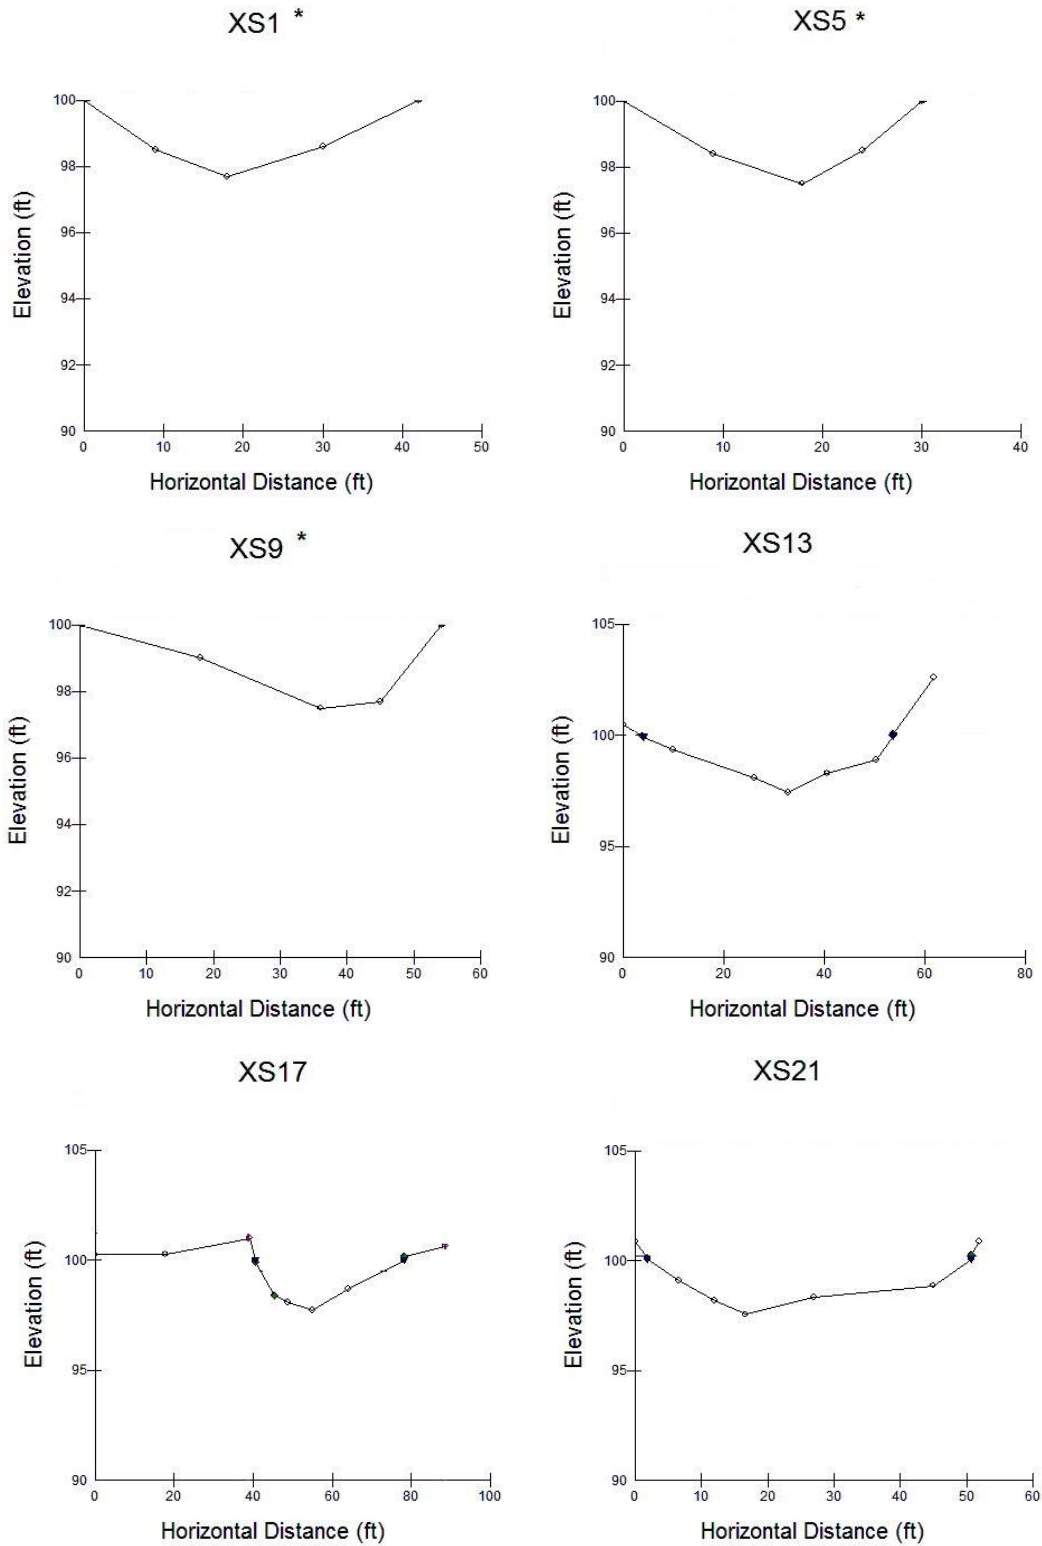 XS1 *
100
98
96
94
92
90
0 10 20 30 40 50
Elevation (ft)
Horizontal Distance (ft)
XS5 *
100
98
96
94
92
90
0 10 20 30 40
Elevation (ft)
Horizontal Distance (ft)
XS9 *
100
98
96
94
92
90
0 10 20 30 40 50 60
Elevation (ft)
Horizontal Distance (ft)
XS13
105
100
95
90
0 20 40 60 80
Elevation (ft)
Horizontal Distance (ft)
XS17
105
100
95
90
0 20 40 60 80 100
Elevation (ft)
Horizontal Distance (ft)
XS21
105
100
95
90
0 10 20 30 40 50 60
Elevation (ft)
Horizontal Distance (ft)